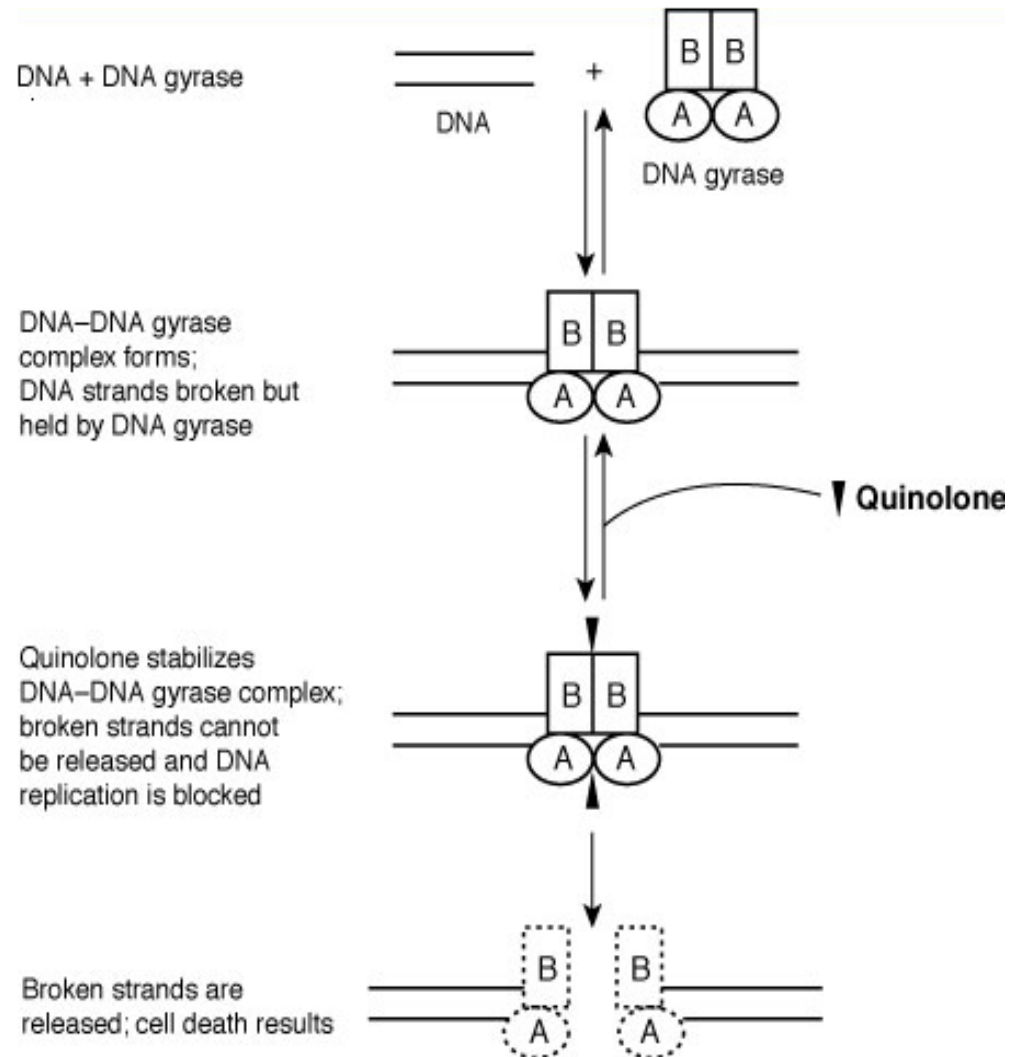 DNA + DNA gyrase
DNA
+
B B
A A
DNA gyrase
DNA–DNA gyrase
complex forms;
DNA strands broken but
held by DNA gyrase
B B
A A
Quinolone
Quinolone stabilizes
DNA–DNA gyrase complex;
broken strands cannot
be released and DNA
replication is blocked
B B
A A
Broken strands are
released; cell death results
B B
A A